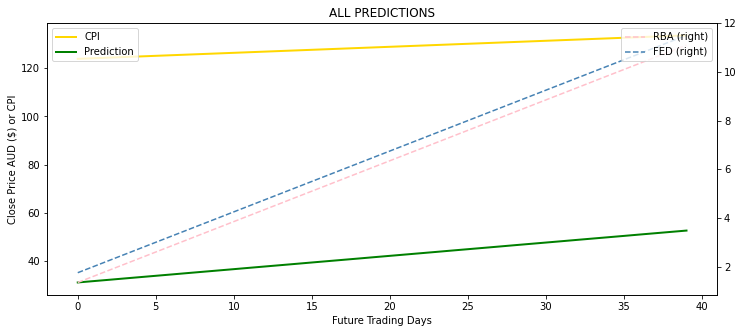 ALL PREDICTIONS
CPI
Prediction
RBA (right)
FED (right)
Close Price AUD ($) or CPI
120
100
80
60
40
12
10
8
6
4
2
0 5 10 15 20 25 30 35 40
Future Trading Days